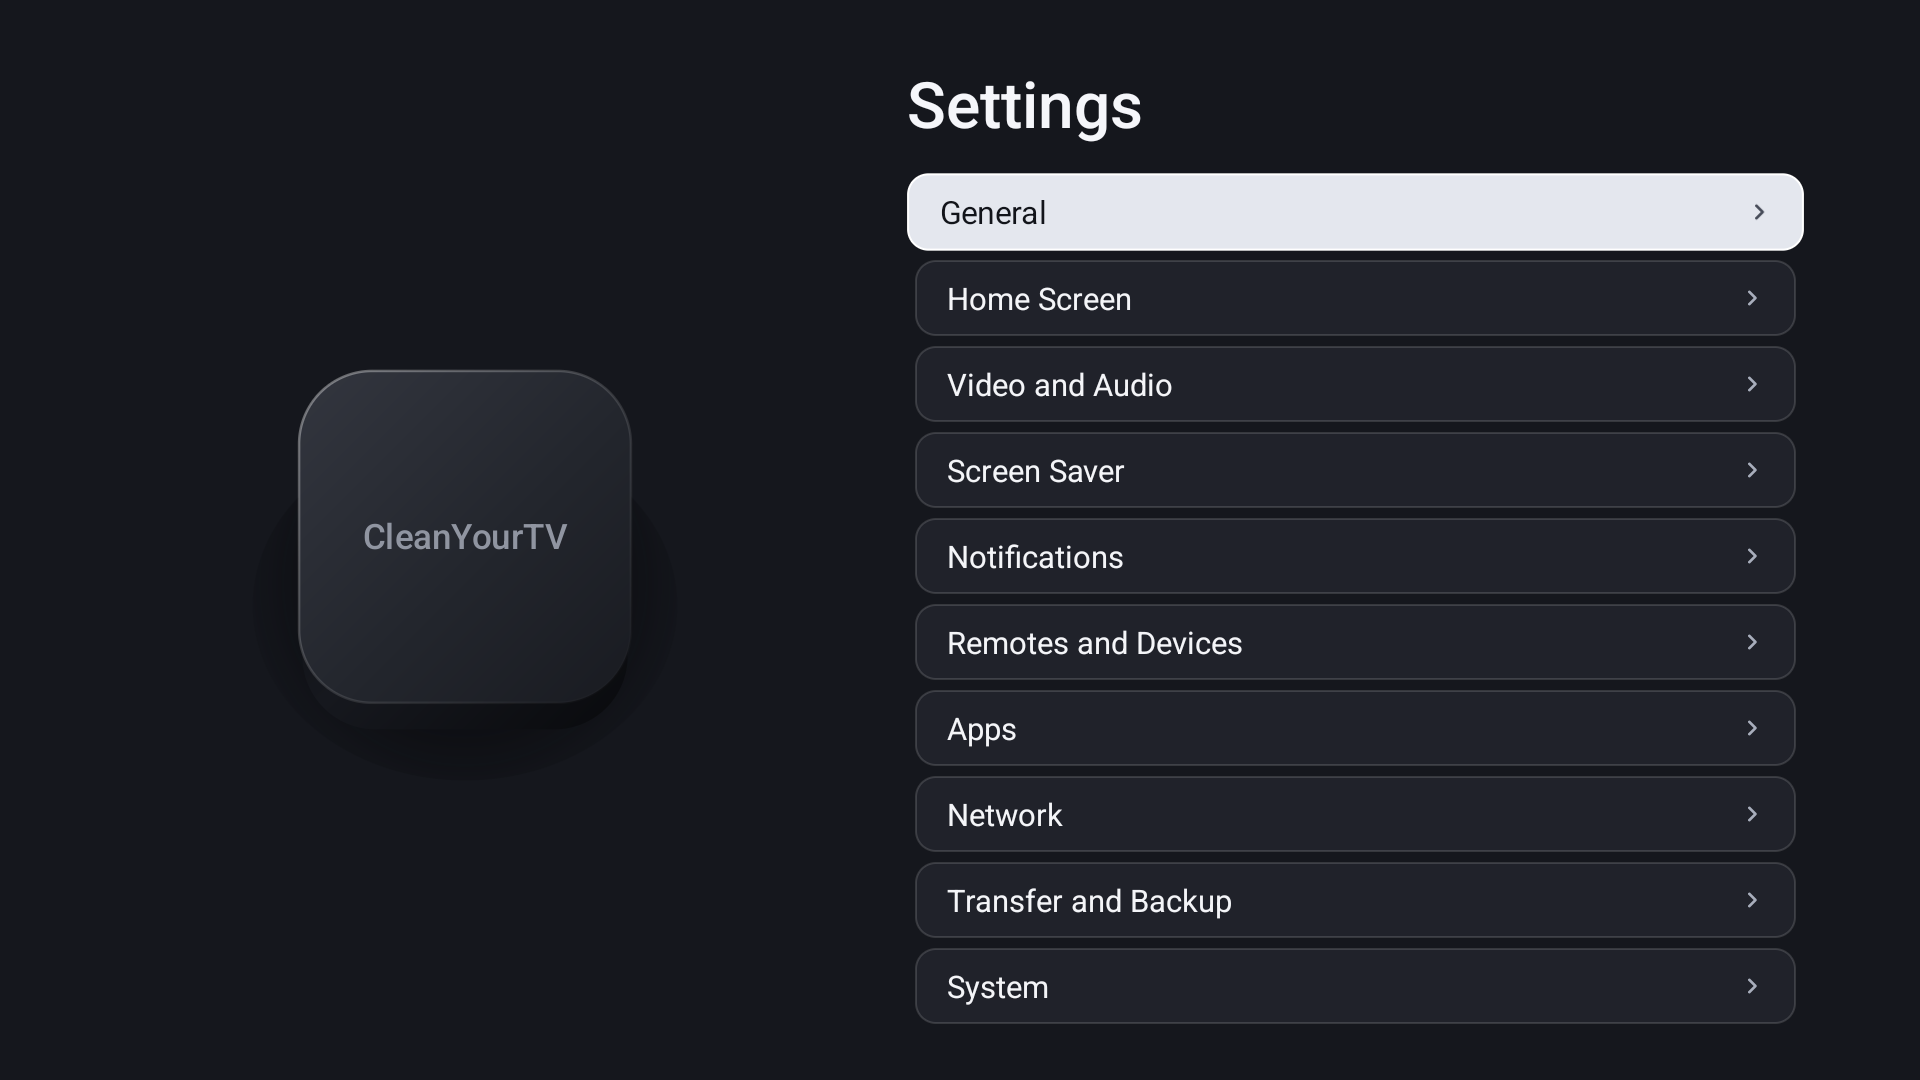 Settings
General
Home Screen
Video and Audio
Screen Saver
Notifications
Remotes and Devices
Apps
Network
Transfer and Backup
System
CleanYourTV